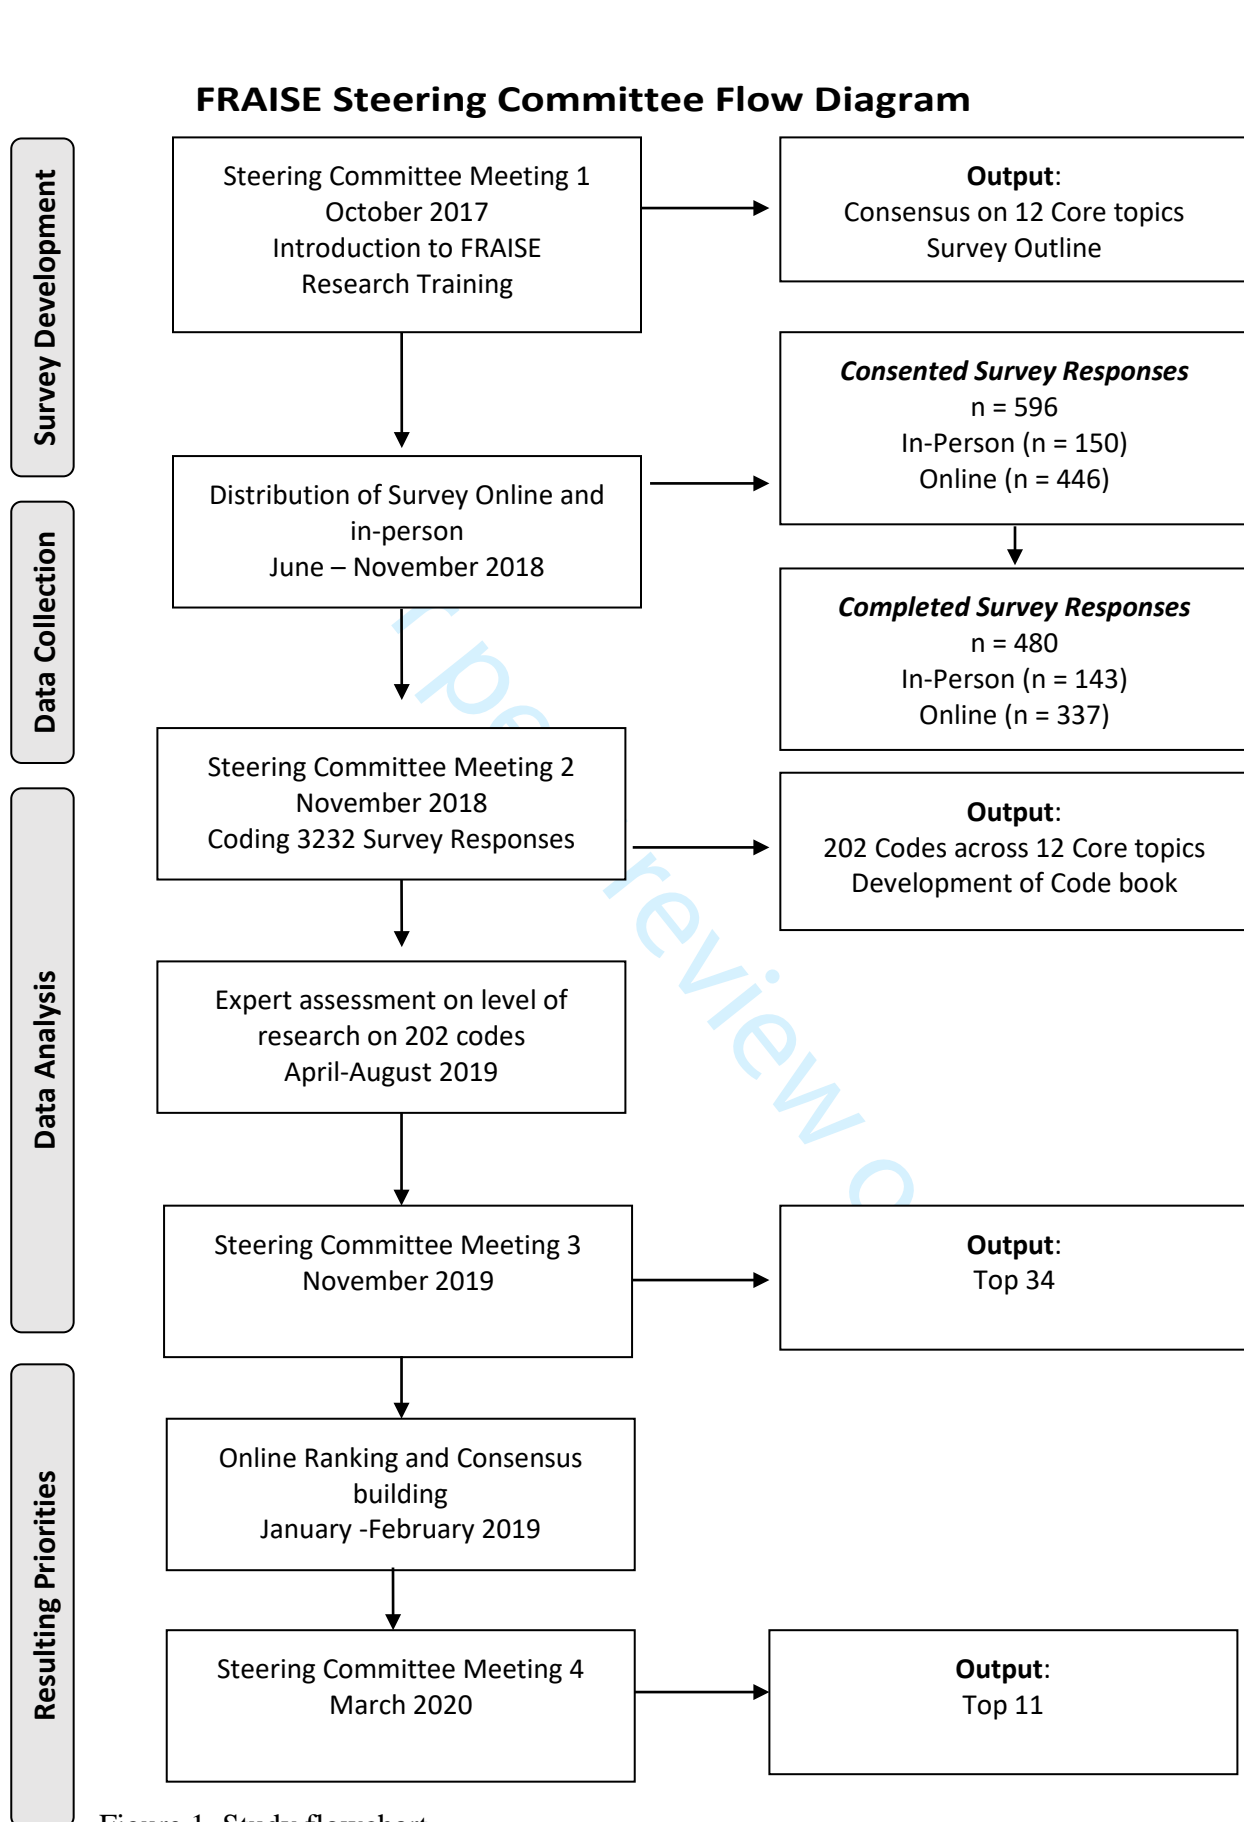 FRAISE Steering Committee Flow Diagram
Survey Development
Steering Committee Meeting 1
October 2017
Introduction to FRAISE
Research Training
Output:
Consensus on 12 Core topics
Survey Outline
Consented Survey Responses
n = 596
In-Person (n = 150)
Online (n = 446)
Distribution of Survey Online and
in-person
June – November 2018
Data Collection
Completed Survey Responses
n = 480
In-Person (n = 143)
Online (n = 337)
Steering Committee Meeting 2
November 2018
Coding 3232 Survey Responses
Output:
202 Codes across 12 Core topics
Development of Code book
Data Analysis
Expert assessment on level of
research on 202 codes
April-August 2019
Steering Committee Meeting 3
November 2019
Output:
Top 34
Resulting Priorities
Online Ranking and Consensus
building
January -February 2019
Steering Committee Meeting 4
March 2020
Output:
Top 11
review
Figure 1. Study flowchart